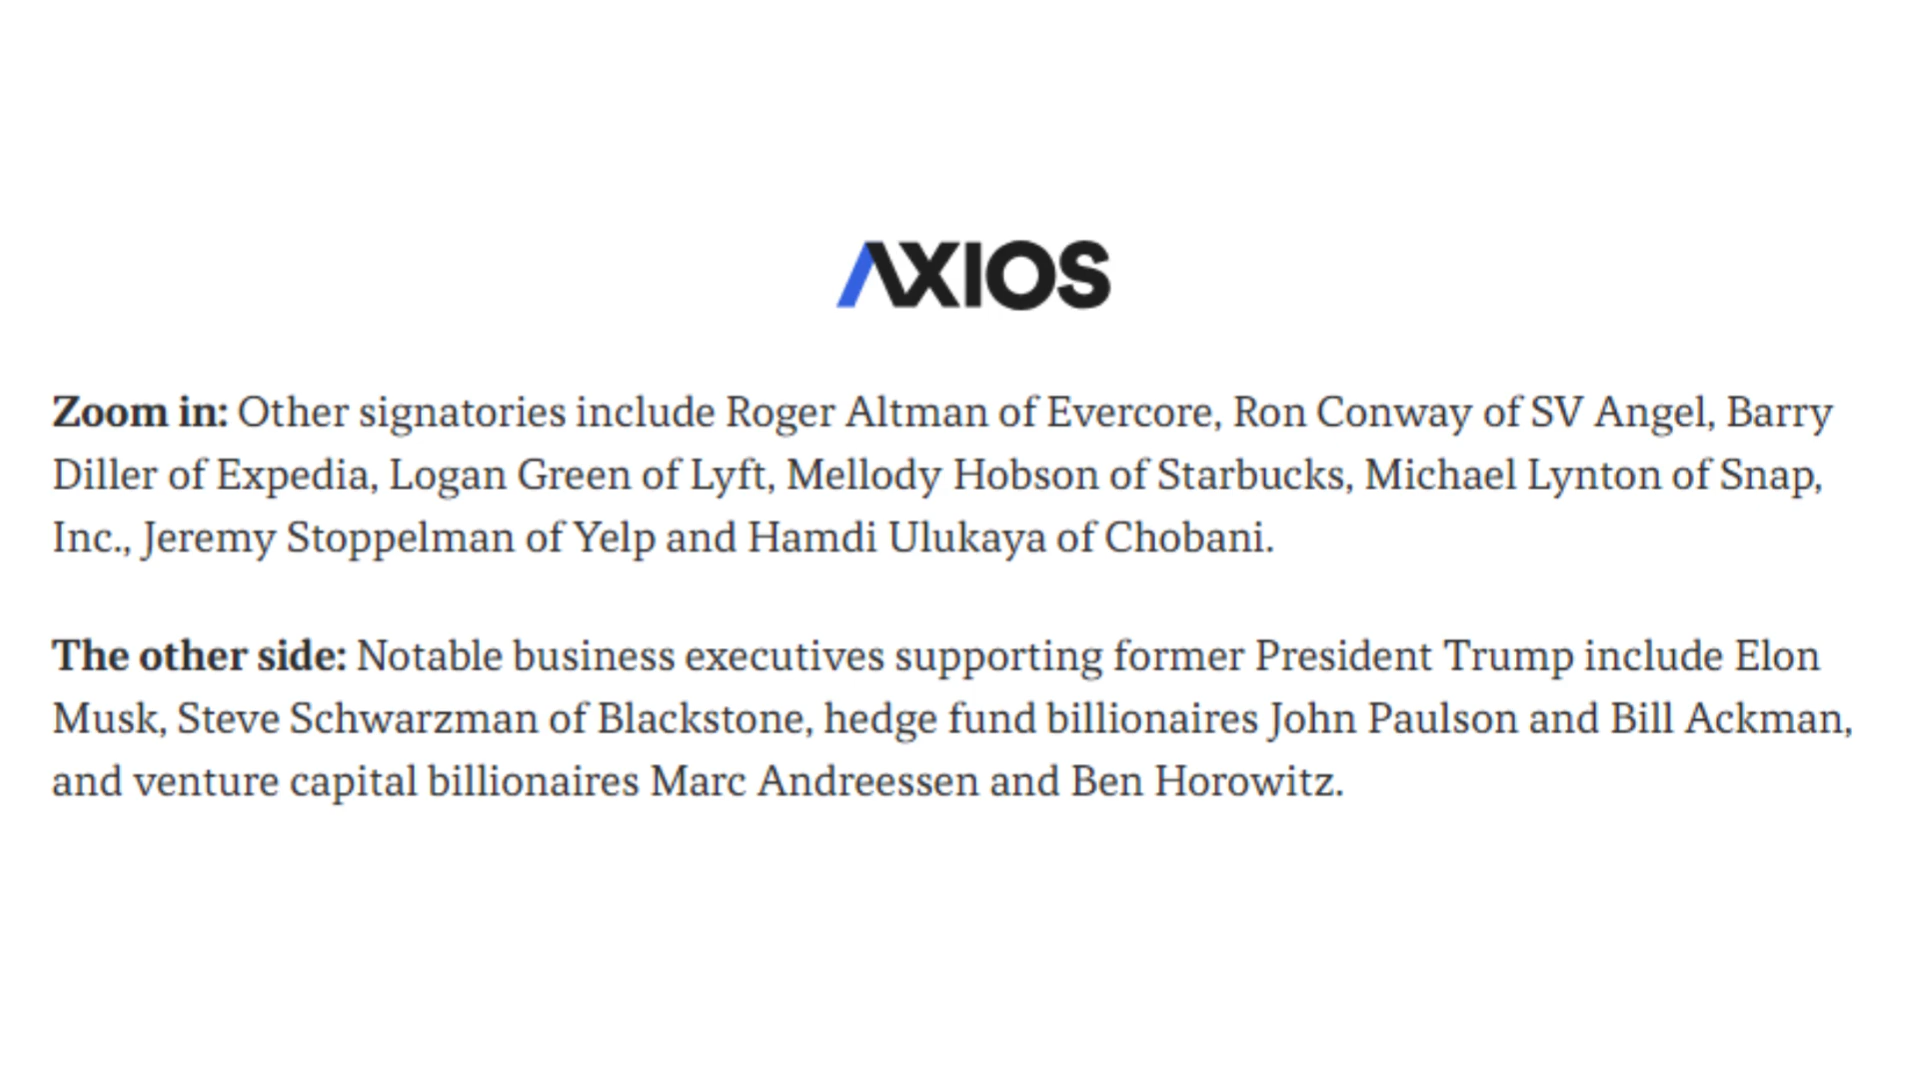 AXIOS
Zoom in: Other signatories include Roger Altman of Evercore, Ron Conway of SV Angel, Barry
Diller of Expedia, Logan Green of Lyft, Mellody Hobson of Starbucks, Michael Lynton of Snap,
Inc., Jeremy Stoppelman of Yelp and Hamdi Ulukaya of Chobani.
The other side: Notable business executives supporting former President Trump include Elon
Musk, Steve Schwarzman of Blackstone, hedge fund billionaires John Paulson and Bill Ackman,
and venture capital billionaires Marc Andreessen and Ben Horowitz.